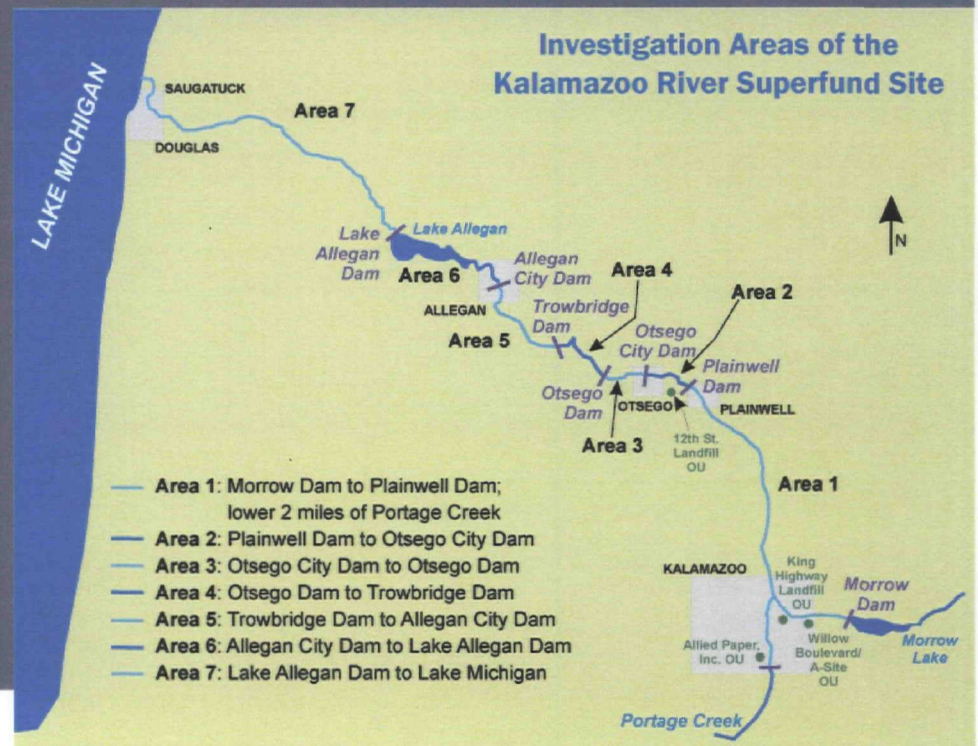 Investigation Areas of the
Kalamazoo River Superfund Site
LAKE MICHIGAN
SAUGATUCK
Area 7
DOUGLAS
Lake
Allegan
Dam
Lake Allegan
Area 6
Allegan
City Dam
ALLEGAN
Area 4
Area 2
Trowbridge
Dam
Area 5
Otsego
City Dam
Plainwell
Dam
Otsego
Dam
OTSEGO
PLAINWELL
Area 3
12th St.
Landfill
OU
N
Area 1
Area 1: Morrow Dam to Plainwell Dam;
lower 2 miles of Portage Creek
Area 2: Plainwell Dam to Otsego City Dam
Area 3: Otsego City Dam to Otsego Dam
Area 4: Otsego Dam to Trowbridge Dam
Area 5: Trowbridge Dam to Allegan City Dam
Area 6: Allegan City Dam to Lake Allegan Dam
Area 7: Lake Allegan Dam to Lake Michigan
KALAMAZOO
King
Highway
Landfill
OU
Morrow
Dam
Morrow
Lake
Willow
Boulevard/
A-Site
OU
Allied Paper,
Inc. OU
Portage Creek